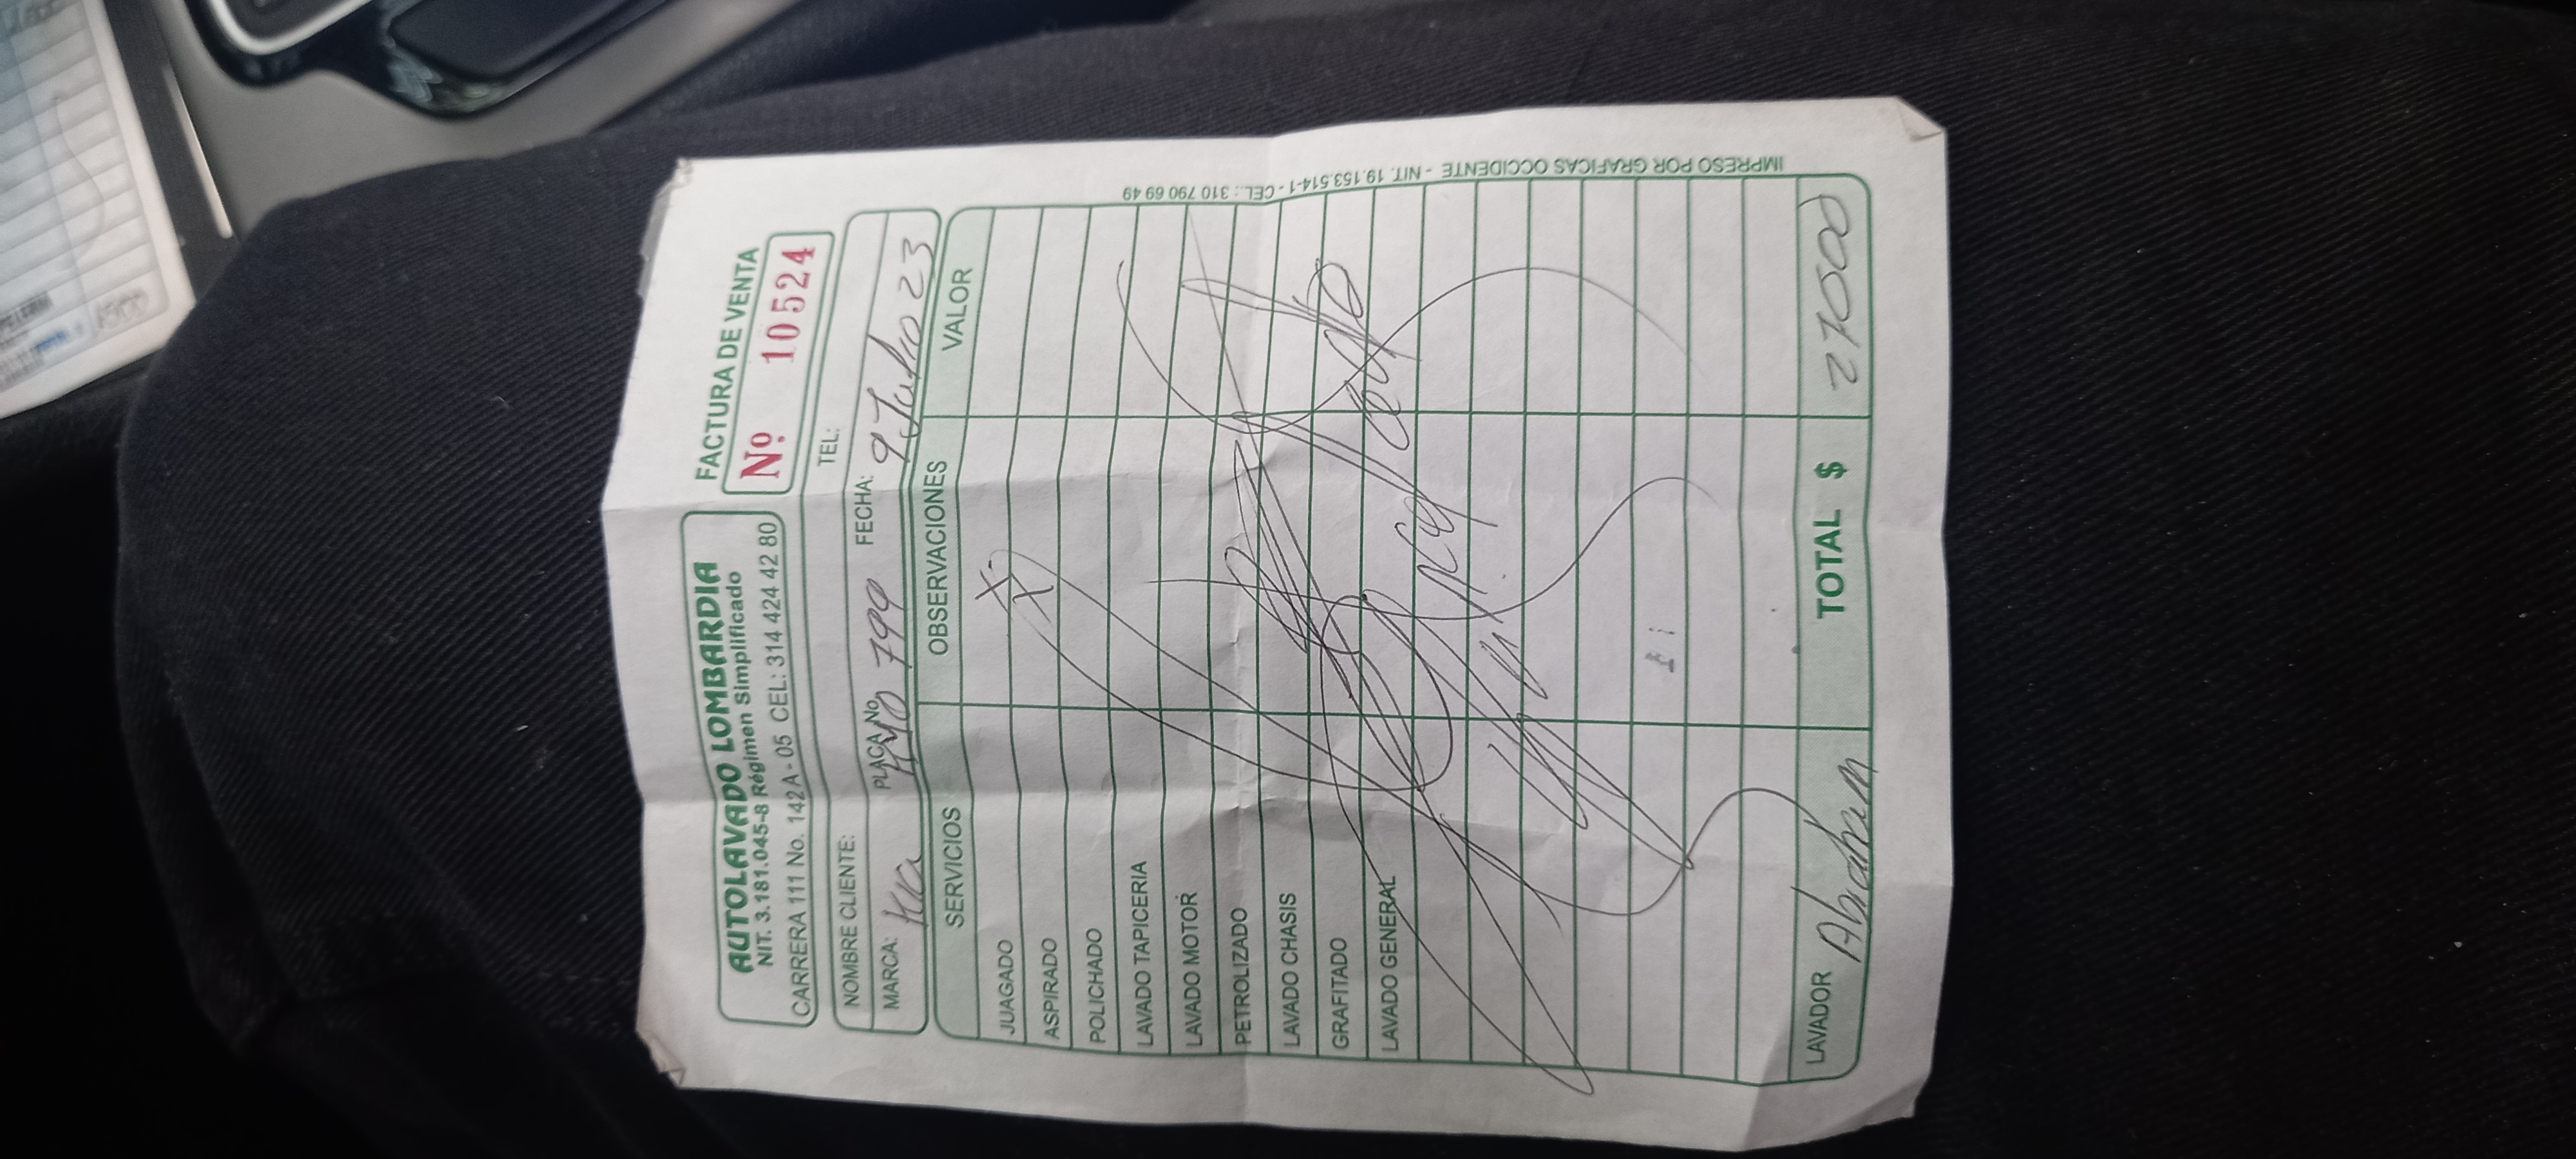 AUTOLAVADO LOMBARDIA
NIT. 3.181.045-8 Régimen Simplificado
CARRERA 111 No. 142 A - 05 CEL: 314 424 42 80
FACTURA DE VENTA
Nº 10524
NOMBRE CLIENTE: TEL:
MARCA: Kia PLACA No. 799 FECHA: 9 Julio 23
SERVICIOS OBSERVACIONES VALOR
JUAGADO X
ASPIRADO X
POLICHADO
LAVADO TAPICERIA
LAVADO MOTOR
PETROLIZADO
LAVADO CHASIS
GRAFITADO
LAVADO GENERAL
LAVADOR Abraham TOTAL $ 27000
IMPRESO POR GRAFICAS OCCIDENTE - NIT. 19.153.514-1 - CEL.: 310 790 69 49